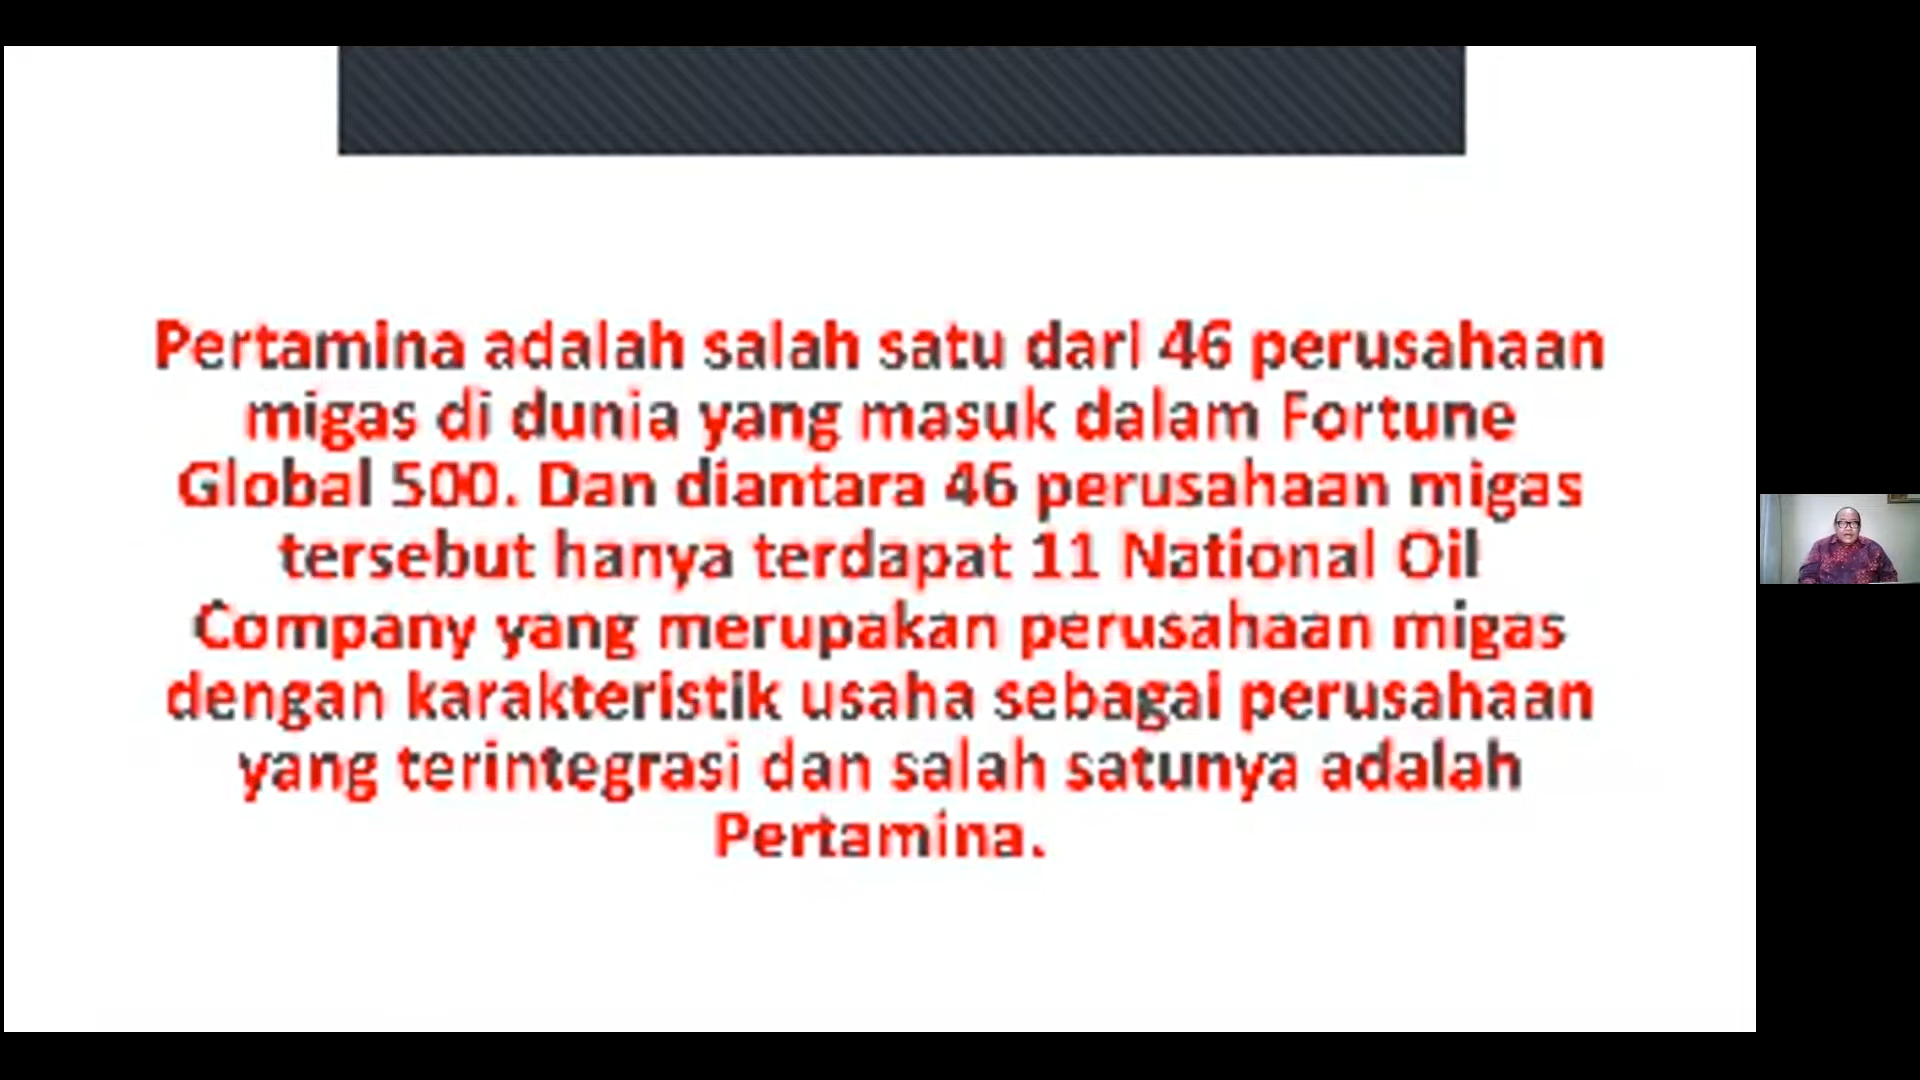 Pertamina adalah salah satu dari 46 perusahaan
migas di dunia yang masuk dalam Fortune
Global 500. Dan diantara 46 perusahaan migas
tersebut hanya terdapat 11 National Oil
Company yang merupakan perusahaan migas
dengan karakteristik usaha sebagai perusahaan
yang terintegrasi dan salah satunya adalah
Pertamina.